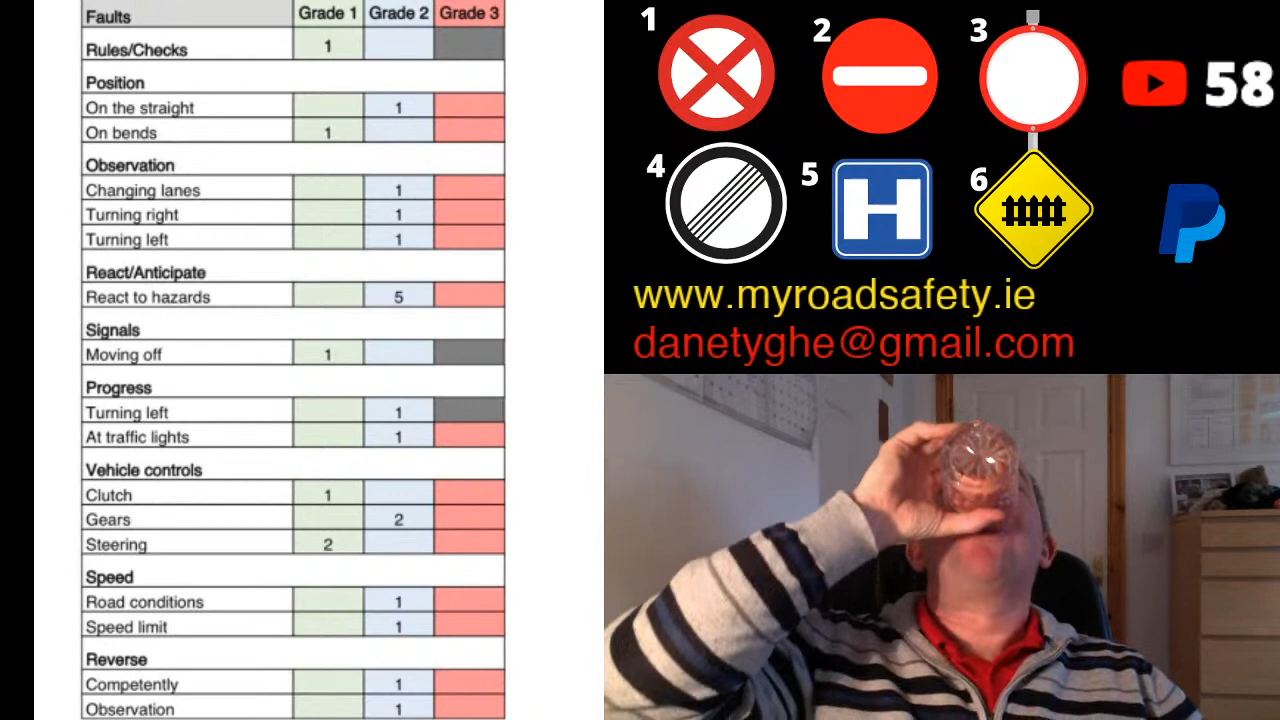 Faults Grade 1 Grade 2 Grade 3
Rules/Checks 1
Position
On the straight 1
On bends 1
Observation
Changing lanes 1
Turning right 1
Turning left 1
React/Anticipate
React to hazards 5
Signals
Moving off 1
Progress
Turning left 1
At traffic lights 1
Vehicle controls
Clutch 1
Gears 2
Steering 2
Speed
Road conditions 1
Speed limit 1
Reverse
Competently 1
Observation 1
1 2 3
58
4 5 H 6
www.myroadsafety.ie
danetyghe@gmail.com